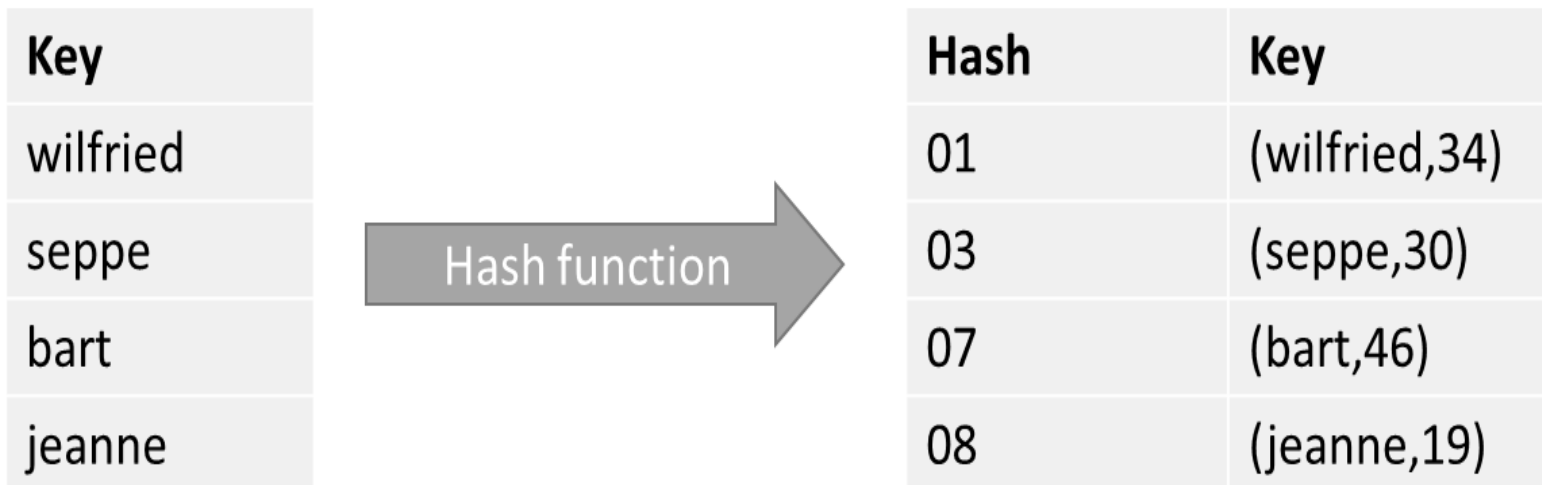 Key
wilfried
seppe
bart
jeanne
Hash function
Hash Key
01 (wilfried,34)
03 (seppe,30)
07 (bart,46)
08 (jeanne,19)